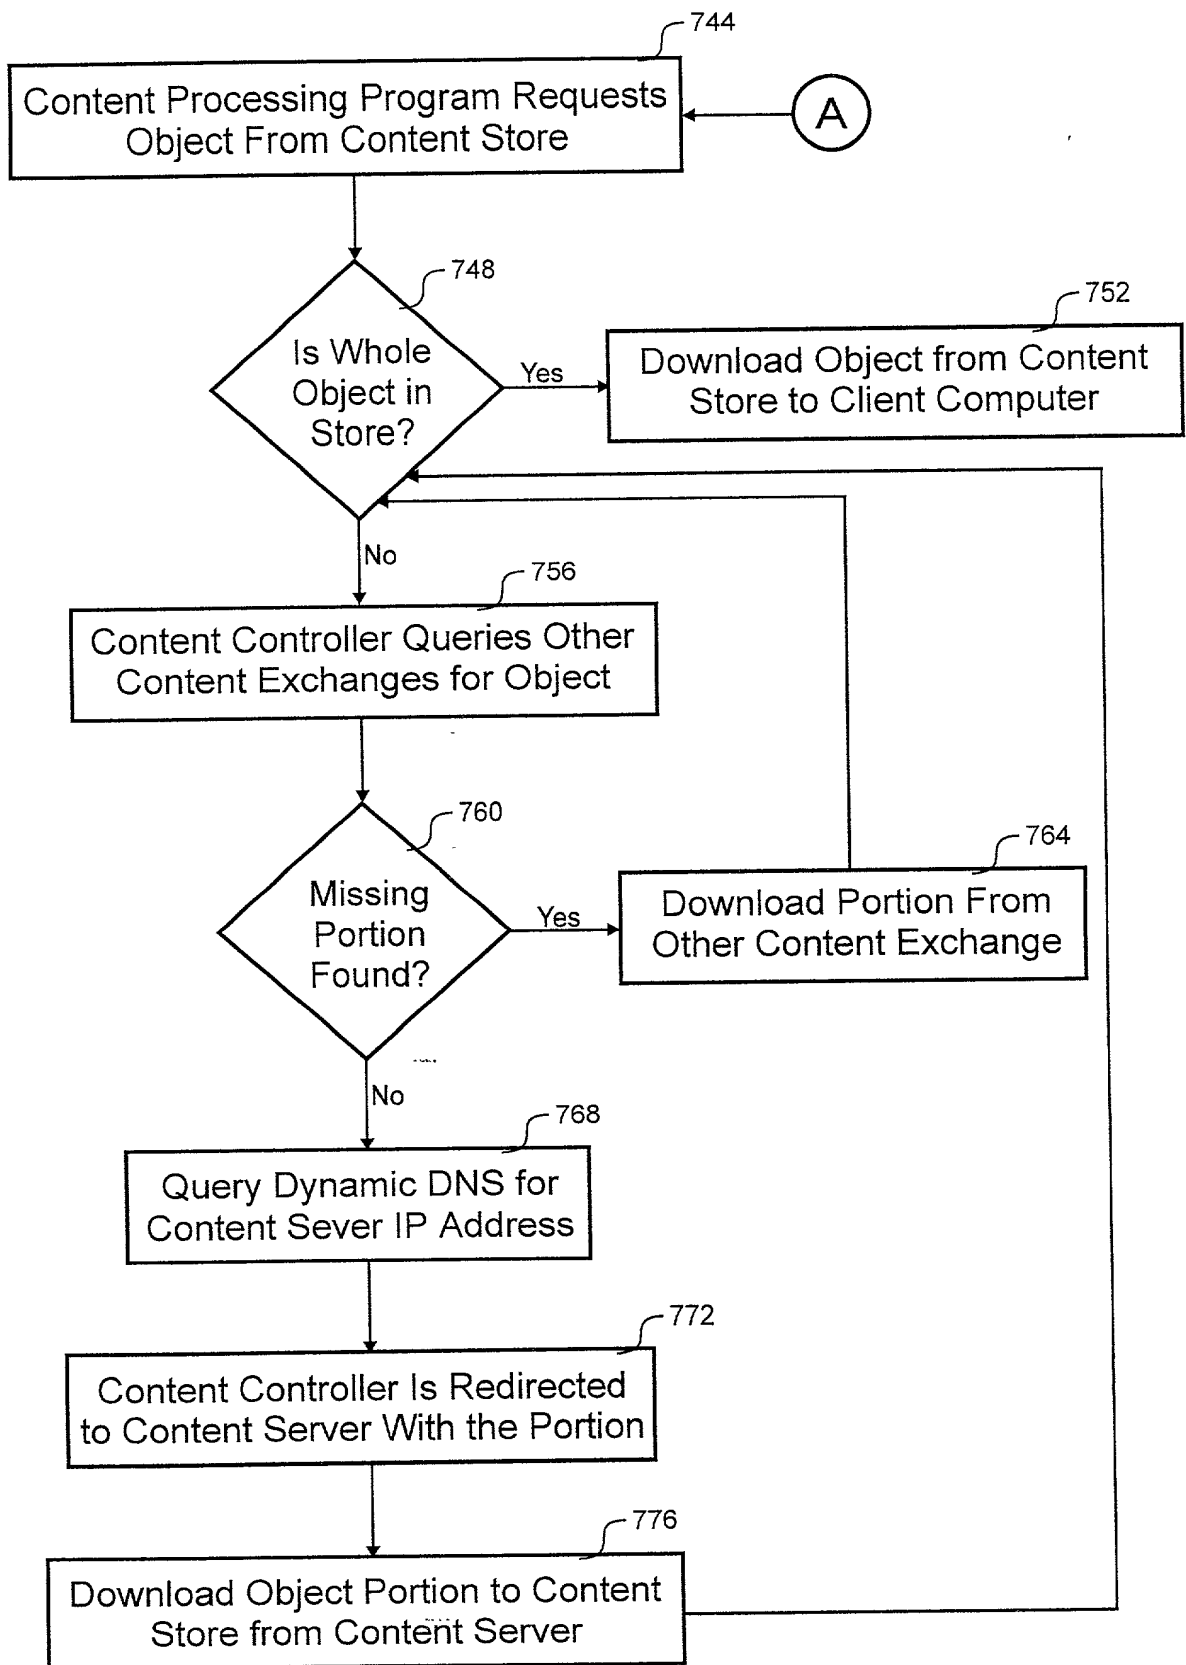 744
Content Processing Program Requests
Object From Content Store
A
748
Is Whole
Object in
Store?
Yes
752
Download Object from Content
Store to Client Computer
No
756
Content Controller Queries Other
Content Exchanges for Object
760
Missing
Portion
Found?
Yes
764
Download Portion From
Other Content Exchange
No
768
Query Dynamic DNS for
Content Sever IP Address
772
Content Controller Is Redirected
to Content Server With the Portion
776
Download Object Portion to Content
Store from Content Server